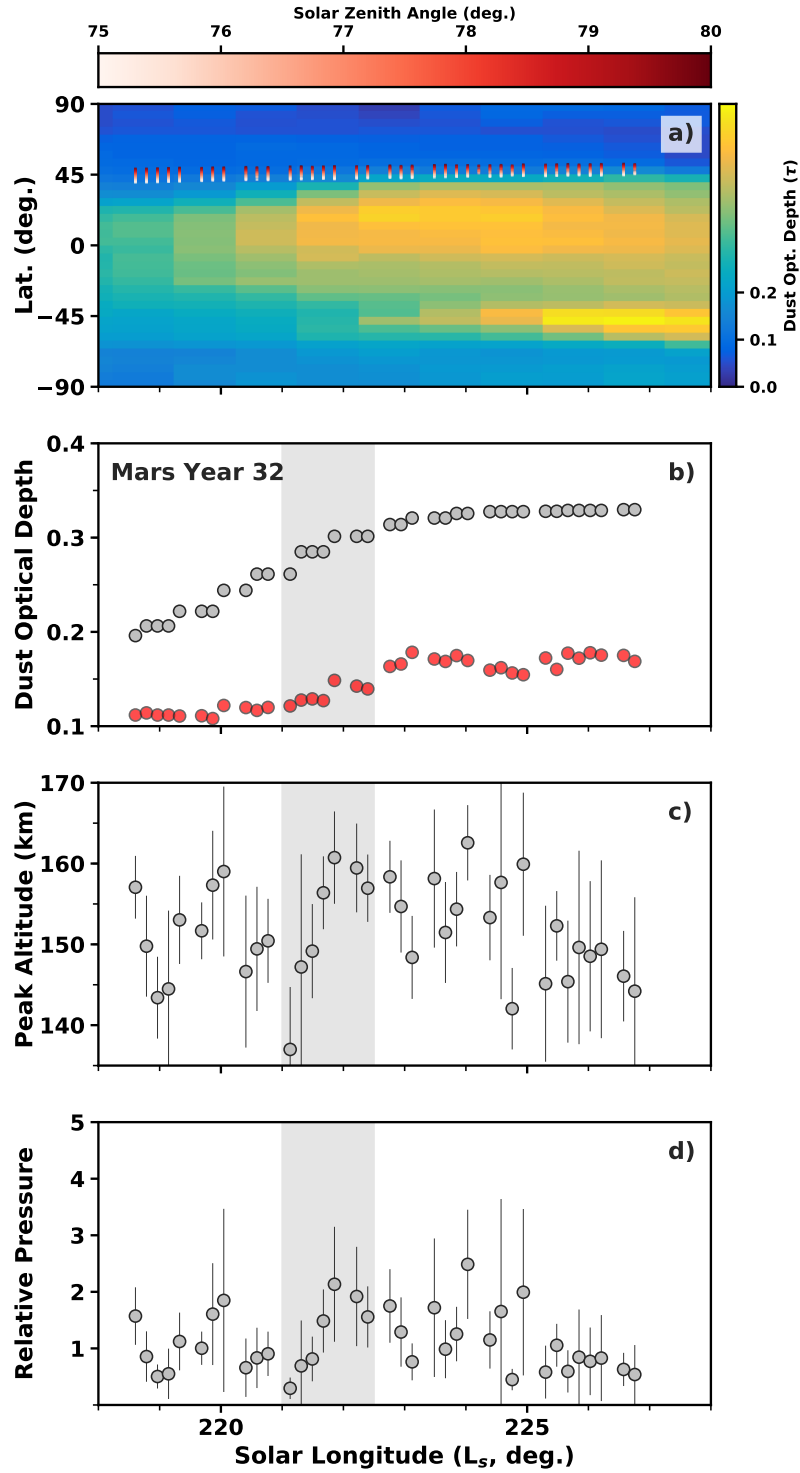 Solar Zenith Angle (deg.)
75 76 77 78 79 80
a)
90
45
0
−45
−90
Lat. (deg.)
0.2
0.1
0.0
Dust Opt. Depth (τ)
Mars Year 32
b)
0.4
0.3
0.2
0.1
Dust Optical Depth
c)
170
160
150
140
Peak Altitude (km)
d)
5
4
3
2
1
Relative Pressure
220 225
Solar Longitude (Ls, deg.)